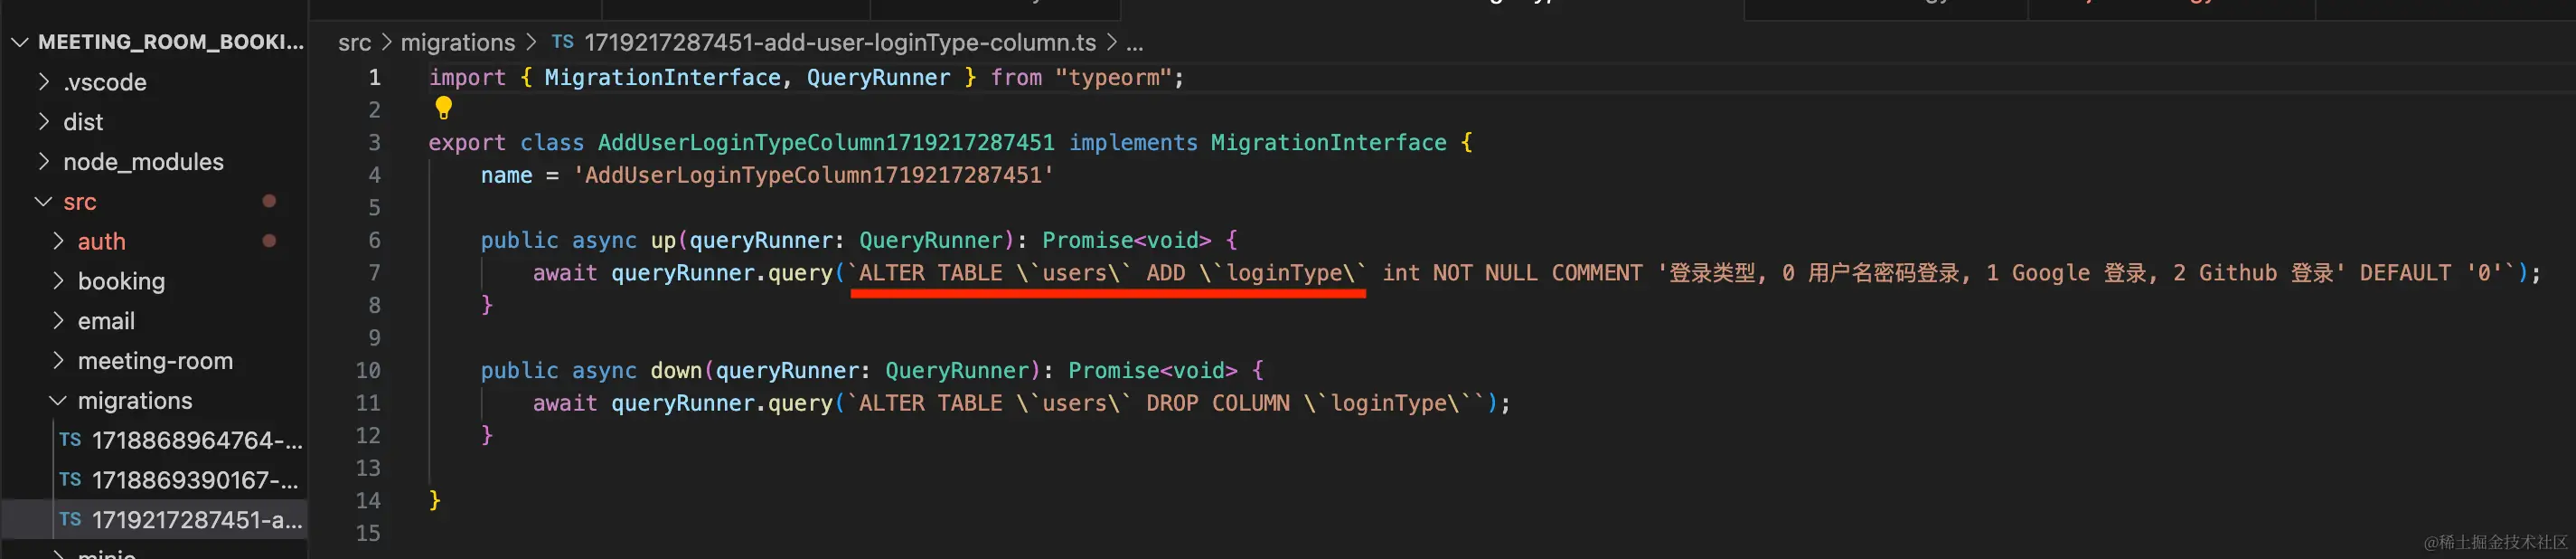 MEETING_ROOM_BOOKI...
.vscode
dist
node_modules
src
auth
booking
email
meeting-room
migrations
TS 1718868964764-...
TS 1718869390167-...
TS 1719217287451-a...
src > migrations > TS 1719217287451-add-user-loginType-column.ts > ...
1 import { MigrationInterface, QueryRunner } from "typeorm";
2
3 export class AddUserLoginTypeColumn1719217287451 implements MigrationInterface {
4 name = 'AddUserLoginTypeColumn1719217287451'
5
6 public async up(queryRunner: QueryRunner): Promise<void> {
7 await queryRunner.query(`ALTER TABLE \`users\` ADD \`loginType\` int NOT NULL COMMENT '登录类型, 0 用户名密码登录, 1 Google 登录, 2 Github 登录' DEFAULT '0'`);
8 }
9
10 public async down(queryRunner: QueryRunner): Promise<void> {
11 await queryRunner.query(`ALTER TABLE \`users\` DROP COLUMN \`loginType\``);
12 }
13
14 }
15
@稀土掘金技术社区